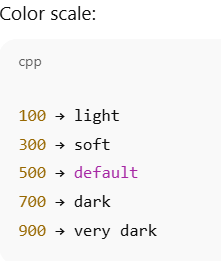 Color scale:
cpp
100 → light
300 → soft
500 → default
700 → dark
900 → very dark